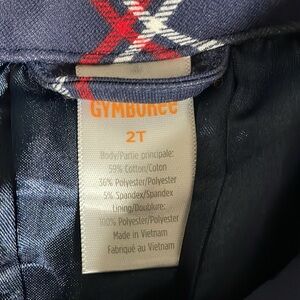 GYMBOREE
2T
Body/Partie principale:
59% Cotton/Coton
36% Polyester/Polyester
5% Spandex/Spandex
Lining/Doublure:
100% Polyester/Polyester
Made in Vietnam
Fabriqué au Vietnam